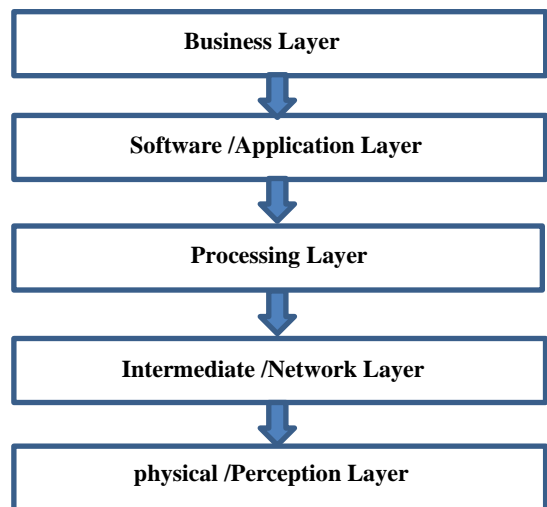 Business Layer
Software /Application Layer
Processing Layer
Intermediate /Network Layer
physical /Perception Layer